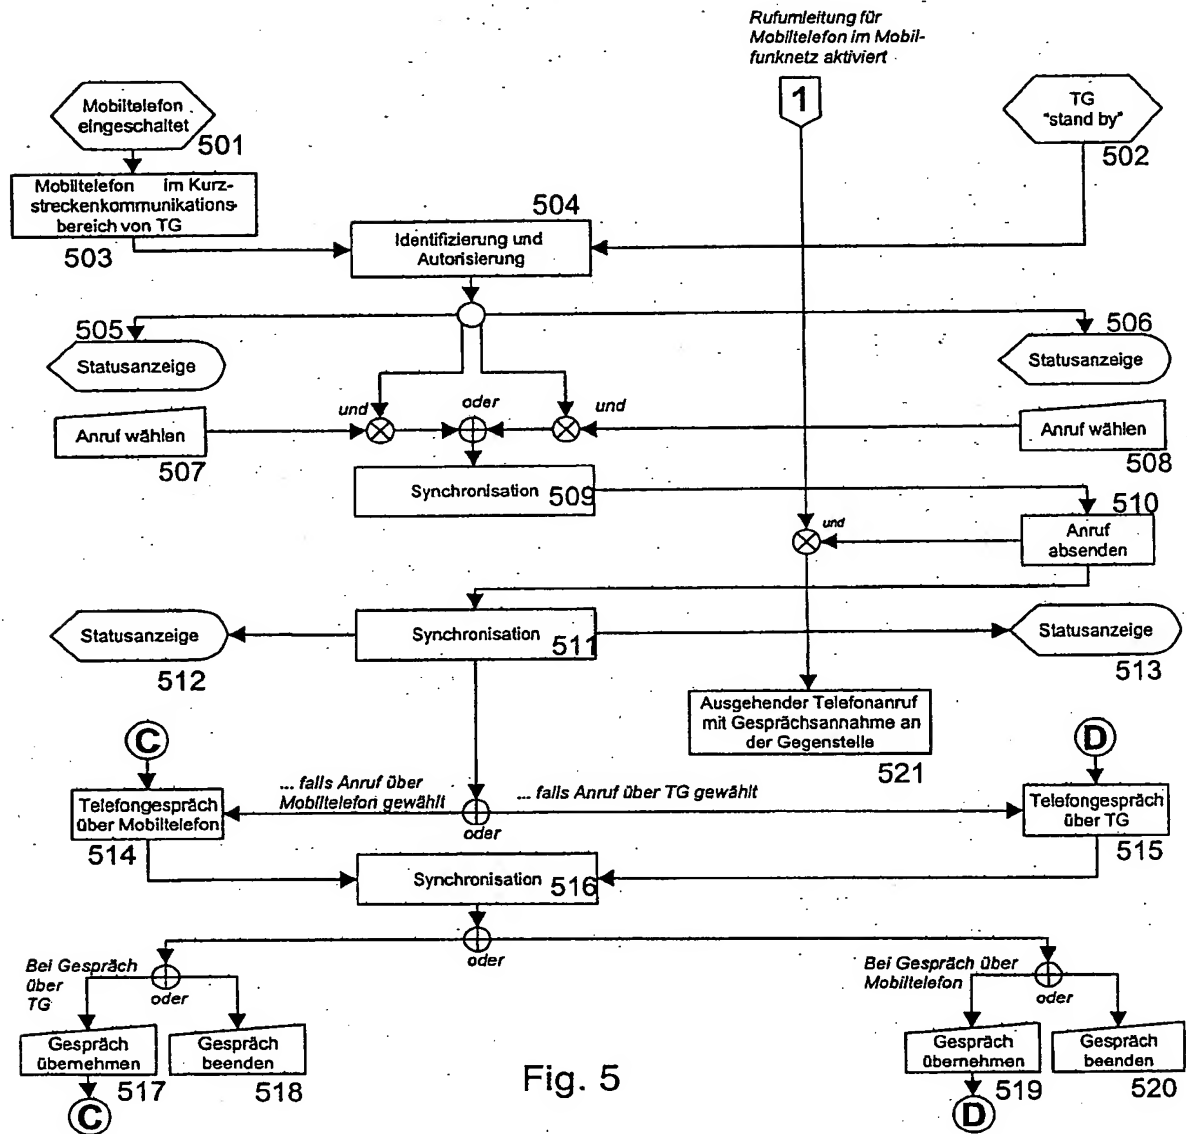 Rufumleitung für
Mobiltelefon im Mobil-
funknetz aktiviert
1
Mobiltelefon
eingeschaltet
501
TG
"stand by"
502
Mobiltelefon im Kurz-
streckenkommunikations-
bereich von TG
503
504
Identifizierung und
Autorisierung
505
Statusanzeige
506
Statusanzeige
und
oder
und
Anruf wählen
507
Anruf wählen
508
Synchronisation
509
510
Anruf
absenden
und
Statusanzeige
512
Synchronisation
511
Statusanzeige
513
Ausgehender Telefonanruf
mit Gesprächsannahme an
der Gegenstelle
521
C
D
... falls Anruf über
Mobiltelefon gewählt
... falls Anruf über TG gewählt
oder
Telefongespräch
über Mobiltelefon
514
Telefongespräch
über TG
515
Synchronisation
516
oder
Bei Gespräch
über
TG
oder
Bei Gespräch über
Mobiltelefon
oder
Gespräch
übernehmen
517
Gespräch
beenden
518
Gespräch
übernehmen
519
Gespräch
beenden
520
C
D
Fig. 5